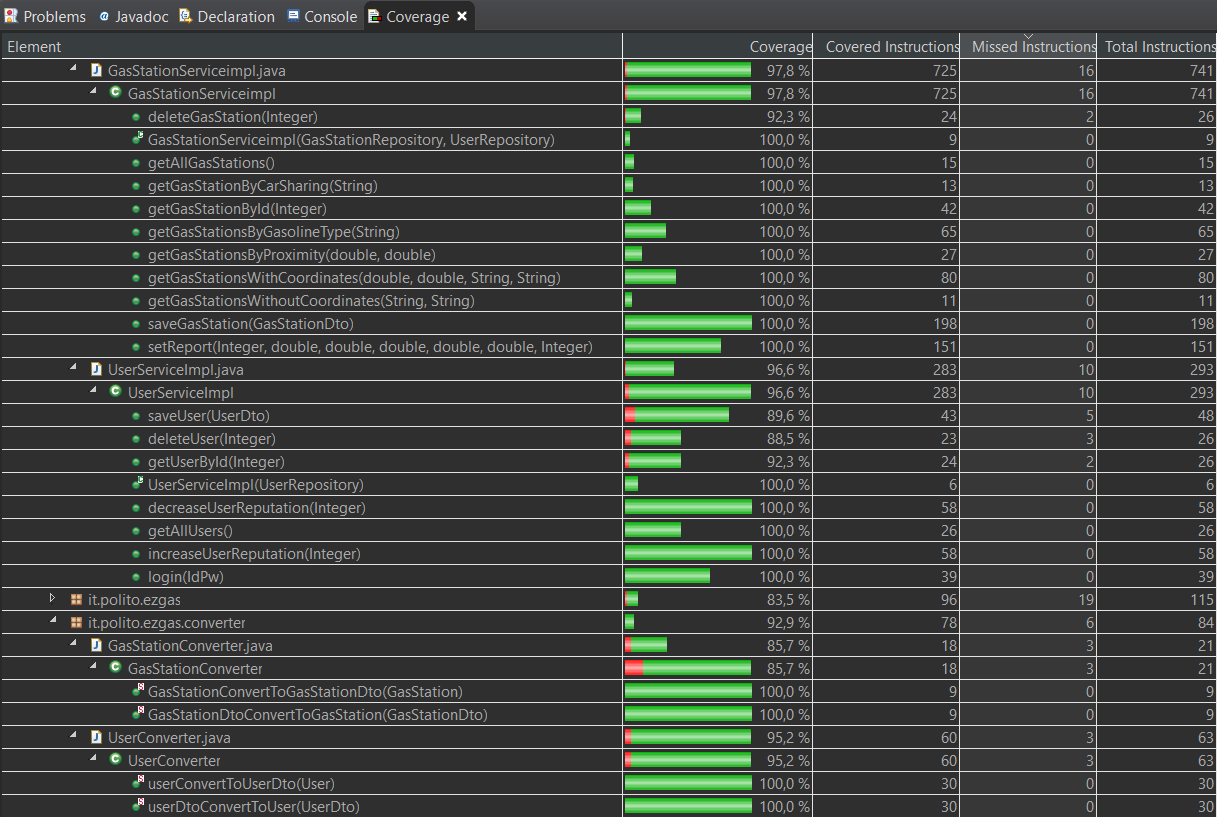 Problems @ Javadoc Declaration Console Coverage
Element Coverage Covered Instructions Missed Instructions Total Instructions
GasStationServiceimpl.java 97,8 % 725 16 741
GasStationServiceimpl 97,8 % 725 16 741
deleteGasStation(Integer) 92,3 % 24 2 26
GasStationServiceimpl(GasStationRepository, UserRepository) 100,0 % 9 0 9
getAllGasStations() 100,0 % 15 0 15
getGasStationByCarSharing(String) 100,0 % 13 0 13
getGasStationById(Integer) 100,0 % 42 0 42
getGasStationsByGasolineType(String) 100,0 % 65 0 65
getGasStationsByProximity(double, double) 100,0 % 27 0 27
getGasStationsWithCoordinates(double, double, String, String) 100,0 % 80 0 80
getGasStationsWithoutCoordinates(String, String) 100,0 % 11 0 11
saveGasStation(GasStationDto) 100,0 % 198 0 198
setReport(Integer, double, double, double, double, double, Integer) 100,0 % 151 0 151
UserServiceImpl.java 96,6 % 283 10 293
UserServiceImpl 96,6 % 283 10 293
saveUser(UserDto) 89,6 % 43 5 48
deleteUser(Integer) 88,5 % 23 3 26
getUserById(Integer) 92,3 % 24 2 26
UserServiceImpl(UserRepository) 100,0 % 6 0 6
decreaseUserReputation(Integer) 100,0 % 58 0 58
getAllUsers() 100,0 % 26 0 26
increaseUserReputation(Integer) 100,0 % 58 0 58
login(IdPw) 100,0 % 39 0 39
it.polito.ezgas 83,5 % 96 19 115
it.polito.ezgas.converter 92,9 % 78 6 84
GasStationConverter.java 85,7 % 18 3 21
GasStationConverter 85,7 % 18 3 21
GasStationConvertToGasStationDto(GasStation) 100,0 % 9 0 9
GasStationDtoConvertToGasStation(GasStationDto) 100,0 % 9 0 9
UserConverter.java 95,2 % 60 3 63
UserConverter 95,2 % 60 3 63
userConvertToUserDto(User) 100,0 % 30 0 30
userDtoConvertToUser(UserDto) 100,0 % 30 0 30